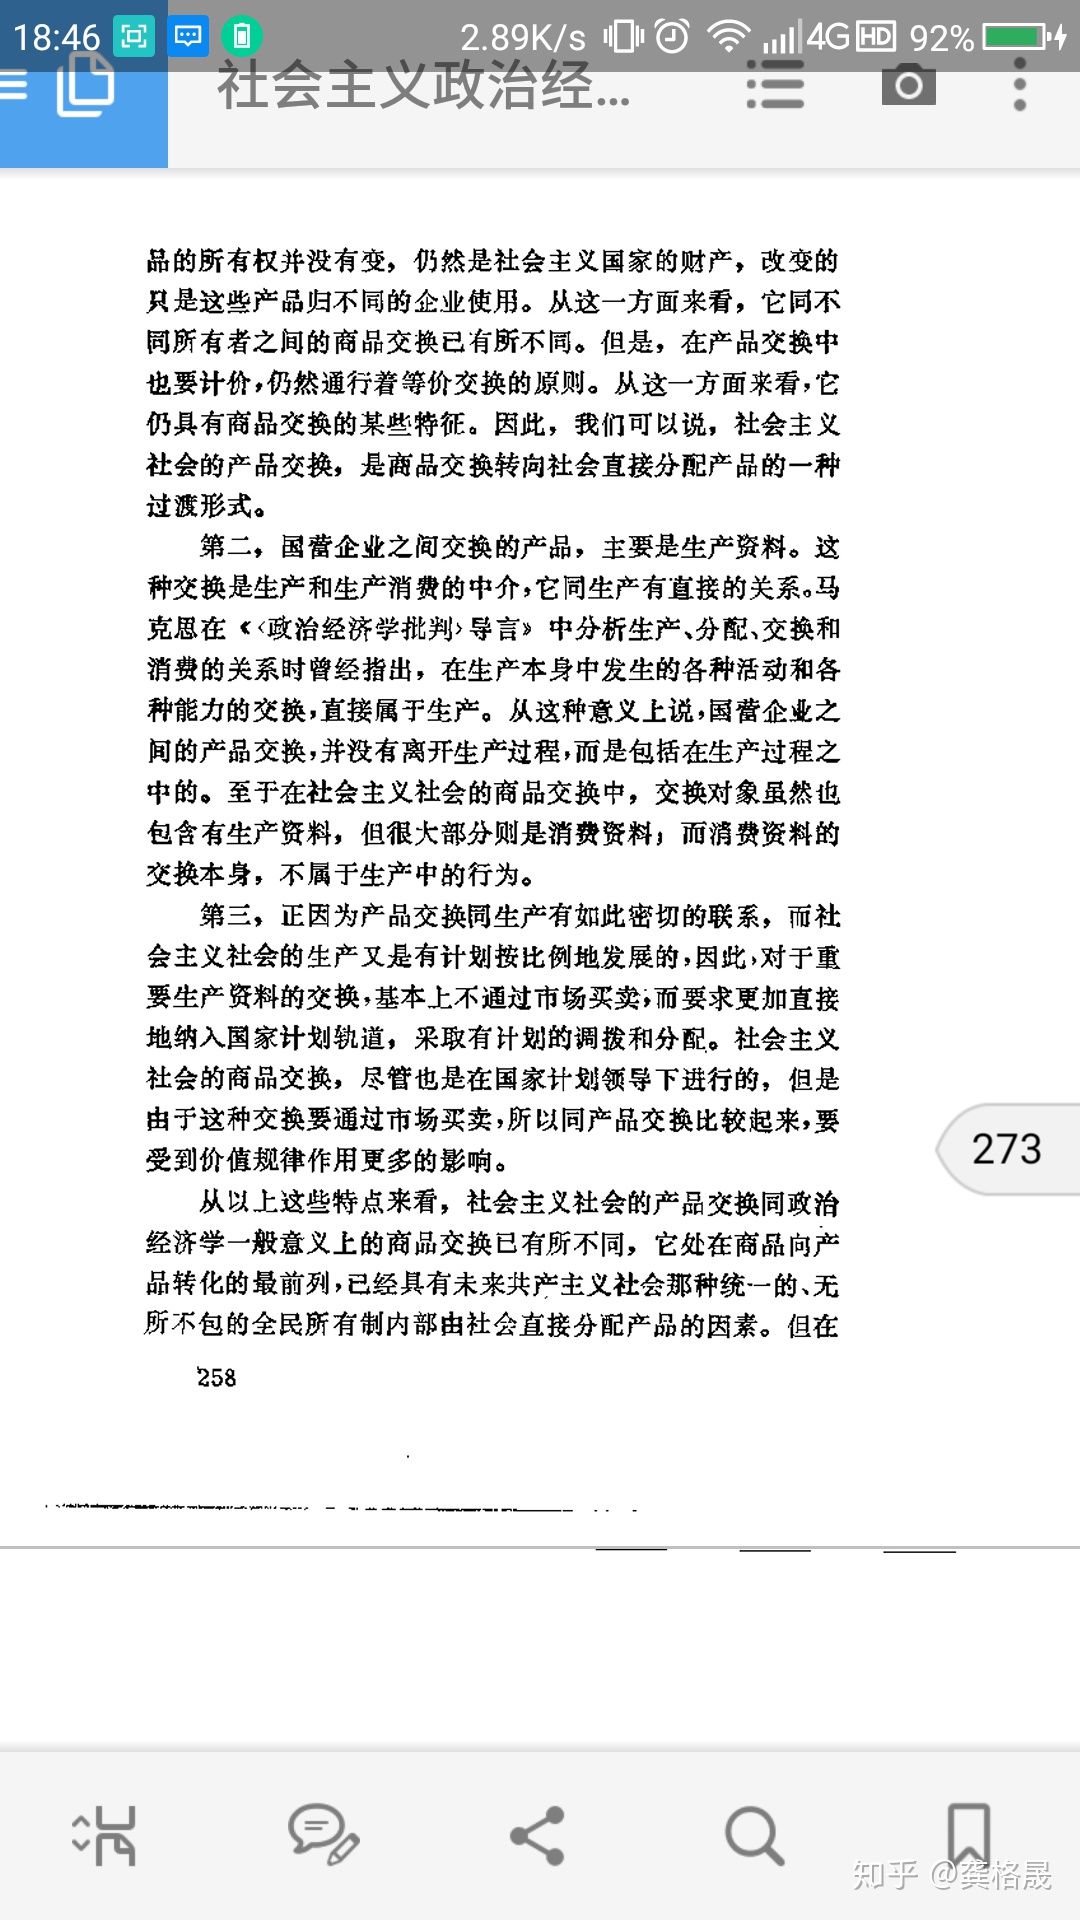 18:46
2.89K/s 4G HD 92%
社会主义政治经...
品的所有权并没有变，仍然是社会主义国家的财产，改变的
只是这些产品归不同的企业使用。从这一方面来看，它同不
同所有者之间的商品交换已有所不同。但是，在产品交换中
也要计价，仍然通行着等价交换的原则。从这一方面来看，它
仍具有商品交换的某些特征。因此，我们可以说，社会主义
社会的产品交换，是商品交换转向社会直接分配产品的一种
过渡形式。
第二，国营企业之间交换的产品，主要是生产资料。这
种交换是生产和生产消费的中介，它同生产有直接的关系。马
克思在《〈政治经济学批判〉导言》中分析生产、分配、交换和
消费的关系时曾经指出，在生产本身中发生的各种活动和各
种能力的交换，直接属于生产。从这种意义上说，国营企业之
间的产品交换，并没有离开生产过程，而是包括在生产过程之
中的。至于在社会主义社会的商品交换中，交换对象虽然也
包含有生产资料，但很大部分则是消费资料；而消费资料的
交换本身，不属于生产中的行为。
第三，正因为产品交换同生产有如此密切的联系，而社
会主义社会的生产又是有计划按比例地发展的，因此，对于重
要生产资料的交换，基本上不通过市场买卖，而要求更加直接
地纳入国家计划轨道，采取有计划的调拨和分配。社会主义
社会的商品交换，尽管也是在国家计划领导下进行的，但是
由于这种交换要通过市场买卖，所以同产品交换比较起来，要
受到价值规律作用更多的影响。
从以上这些特点来看，社会主义社会的产品交换同政治
经济学一般意义上的商品交换已有所不同，它处在商品向产
品转化的最前列，已经具有未来共产主义社会那种统一的、无
所不包的全民所有制内部由社会直接分配产品的因素。但在
258
273
知乎 @龚格晟